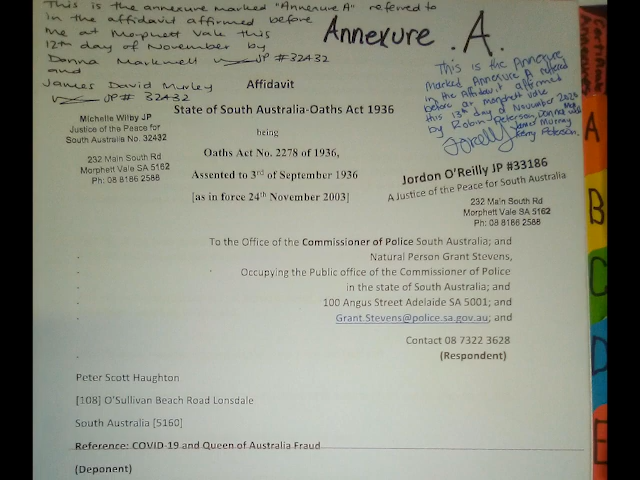 This is the annexure marked "Annexure A" referred to
in the affidavit affirmed before
me at Morphett Vale this
12th day of November by
Donna Markwell JP #32432
and
James David Murley
JP# 32432
Annexure . A.
This is the Annexure
Marked Annexure A referred
in the Affidavit affirmed
before at morphett Vale
this 13th day of November 2020
by Robin Peterson, Donna
James
Kerry Peterson.
Certificate
Annexure
Affidavit
State of South Australia-Oaths Act 1936
being
Oaths Act No. 2278 of 1936,
Assented to 3rd of September 1936
[as in force 24th November 2003]
Michelle Wilby JP
Justice of the Peace for
South Australia No. 32432
232 Main South Rd
Morphett Vale SA 5162
Ph: 08 8186 2588
Jordon O'Reilly JP #33186
A Justice of the Peace for South Australia
232 Main South Rd
Morphett Vale SA 5162
Ph: 08 8186 2588
To the Office of the Commissioner of Police South Australia; and
Natural Person Grant Stevens,
Occupying the Public office of the Commissioner of Police
in the state of South Australia; and
100 Angus Street Adelaide SA 5001; and
Grant.Stevens@police.sa.gov.au; and
Contact 08 7322 3628
(Respondent)
Peter Scott Haughton
[108] O'Sullivan Beach Road Lonsdale
South Australia [5160]
Reference: COVID-19 and Queen of Australia Fraud
(Deponent)
A
B
C
D
E